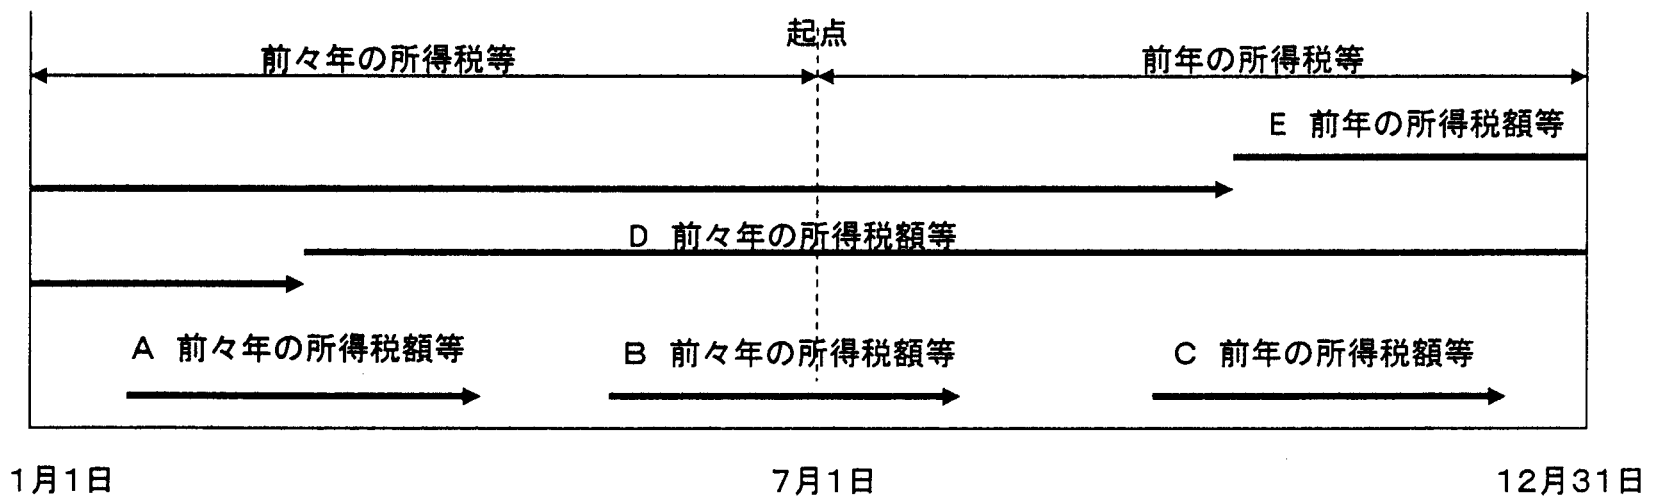 起点
前々年の所得税等
前年の所得税等
E 前年の所得税額等
D 前々年の所得税額等
A 前々年の所得税額等
B 前々年の所得税額等
C 前年の所得税額等
1月1日
7月1日
12月31日